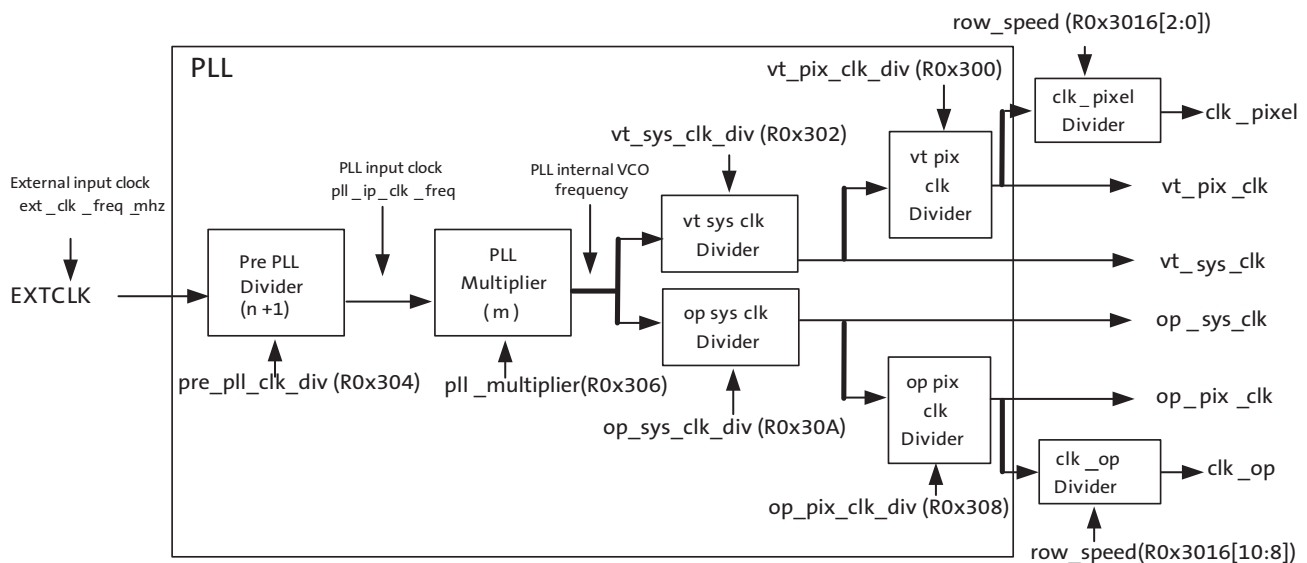 row_speed (R0x3016[2:0])
PLL
vt_pix_clk_div (R0x300)
clk_pixel
Divider
clk_pixel
vt_sys_clk_div (R0x302)
External input clock
ext_clk_freq_mhz
PLL input clock
pll_ip_clk_freq
PLL internal VCO
frequency
vt pix
clk
Divider
vt_pix_clk
vt sys clk
Divider
vt_sys_clk
EXTCLK
Pre PLL
Divider
(n+1)
PLL
Multiplier
(m)
op sys clk
Divider
op_sys_clk
pre_pll_clk_div (R0x304)
pll_multiplier(R0x306)
op_sys_clk_div (R0x30A)
op pix
clk
Divider
op_pix_clk
clk_op
Divider
clk_op
op_pix_clk_div (R0x308)
row_speed(R0x3016[10:8])